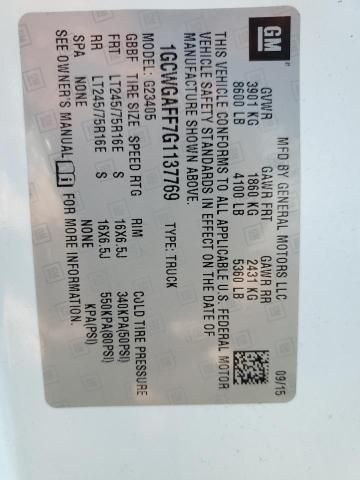 GM
MFD BY GENERAL MOTORS LLC
09/15
GVWR GAWR FRT GAWR RR
3901 KG 1860 KG 2431 KG
8600 LB 4100 LB 5360 LB
THIS VEHICLE CONFORMS TO ALL APPLICABLE U.S. FEDERAL MOTOR
VEHICLE SAFETY STANDARDS IN EFFECT ON THE DATE OF
MANUFACTURE SHOWN ABOVE.
1GCWGAFF7G1137769 TYPE: TRUCK
MODEL: G23405
GBBF TIRE SIZE SPEED RTG RIM COLD TIRE PRESSURE
FRT LT245/75R16E S 16X6.5J 340KPA(50PSI)
RR LT245/75R16E S 16X6.5J 550KPA(80PSI)
SPA NONE NONE KPA(PSI)
SEE OWNER'S MANUAL FOR MORE INFORMATION.